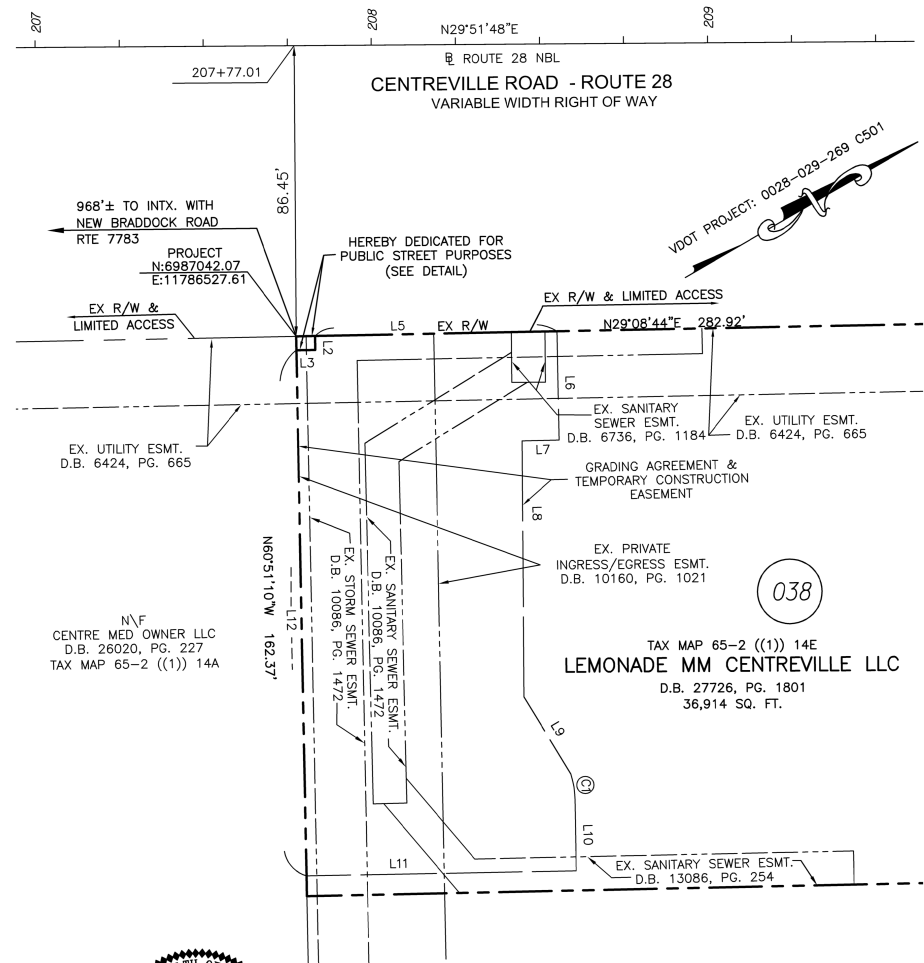 207
208
209
N29°51'48"E
BL ROUTE 28 NBL
207+77.01
CENTREVILLE ROAD - ROUTE 28
VARIABLE WIDTH RIGHT OF WAY
VDOT PROJECT: 0028-029-269 C501
N
86.45'
968'± TO INTX. WITH
NEW BRADDOCK ROAD
RTE 7783
PROJECT
N:6987042.07
E:11786527.61
HEREBY DEDICATED FOR
PUBLIC STREET PURPOSES
(SEE DETAIL)
EX R/W &
LIMITED ACCESS
EX R/W & LIMITED ACCESS
L5
EX R/W
N29°08'44"E 282.92'
L2
L3
L6
EX. UTILITY ESMT.
D.B. 6424, PG. 665
EX. SANITARY
SEWER ESMT.
D.B. 6736, PG. 1184
EX. UTILITY ESMT.
D.B. 6424, PG. 665
L7
GRADING AGREEMENT &
TEMPORARY CONSTRUCTION
EASEMENT
L8
EX. PRIVATE
INGRESS/EGRESS ESMT.
D.B. 10160, PG. 1021
N60°51'10"W 162.37'
L12
EX. STORM SEWER ESMT.
D.B. 10086, PG. 1472
EX. SANITARY SEWER ESMT.
D.B. 10086, PG. 1472
038
N\F
CENTRE MED OWNER LLC
D.B. 26020, PG. 227
TAX MAP 65-2 ((1)) 14A
TAX MAP 65-2 ((1)) 14E
LEMONADE MM CENTREVILLE LLC
D.B. 27726, PG. 1801
36,914 SQ. FT.
L9
C1
L10
L11
EX. SANITARY SEWER ESMT.
D.B. 13086, PG. 254